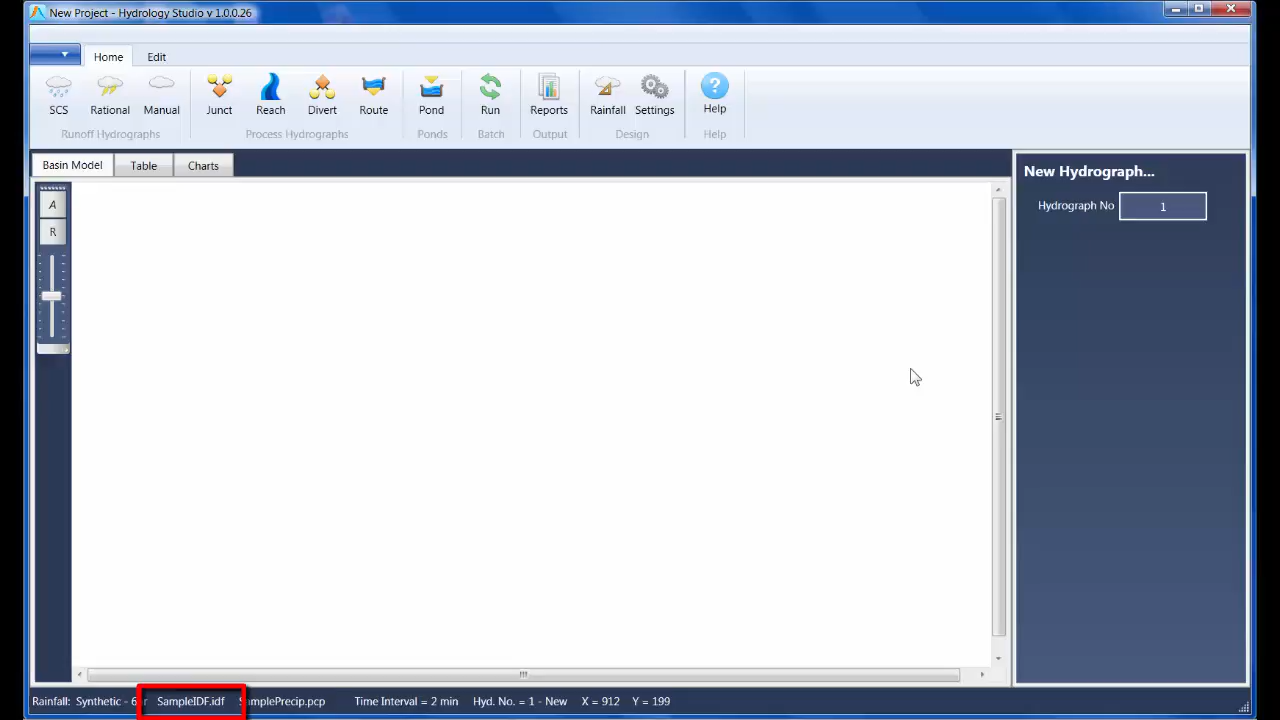 New Project - Hydrology Studio v 1.0.0.26
Home Edit
SCS Rational Manual Junct Reach Divert Route Pond Run Reports Rainfall Settings Help
Runoff Hydrographs Process Hydrographs Ponds Batch Output Design Help
Basin Model Table Charts
New Hydrograph...
Hydrograph No 1
A
R
Rainfall: Synthetic - SampleIDF.idf SamplePrecip.pcp Time Interval = 2 min Hyd. No. = 1 - New X = 912 Y = 199